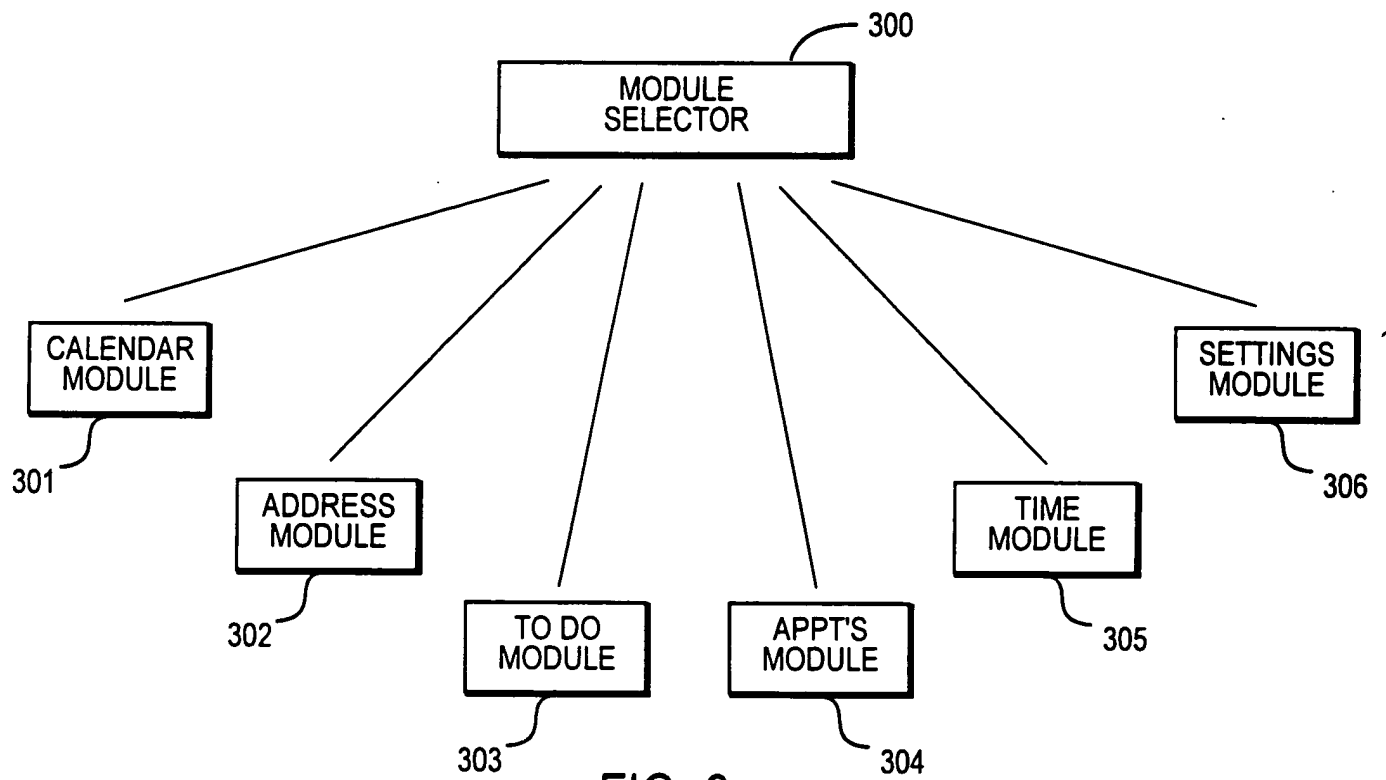 300
MODULE
SELECTOR
CALENDAR
MODULE
301
SETTINGS
MODULE
306
ADDRESS
MODULE
302
TIME
MODULE
305
TO DO
MODULE
303
APPT'S
MODULE
304
FIG.